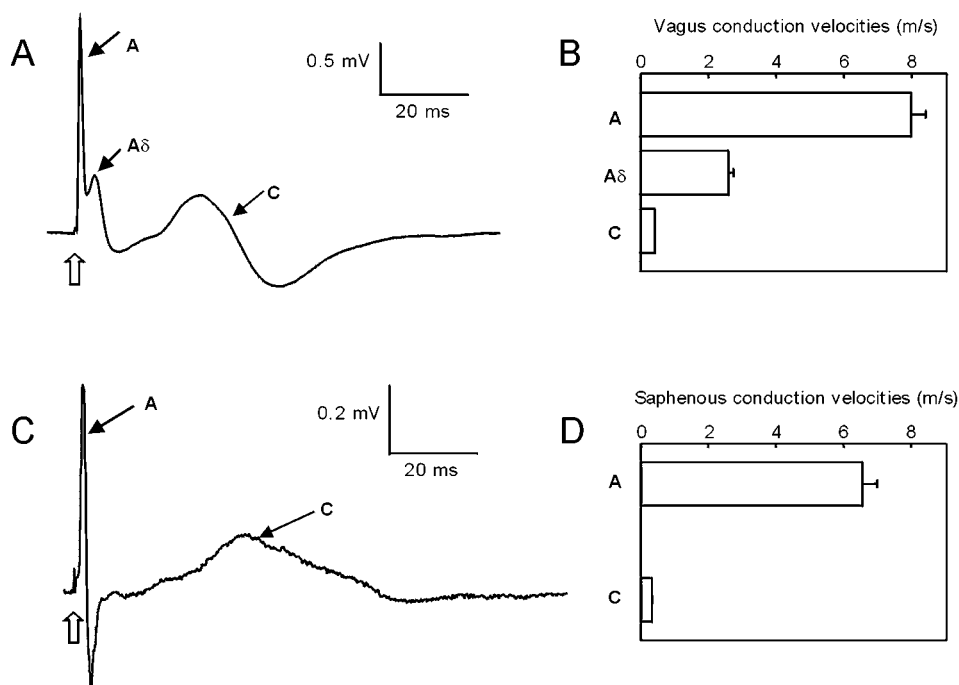 A
A
Aδ
C
0.5 mV
20 ms
B
Vagus conduction velocities (m/s)
0 2 4 6 8
A
Aδ
C
C
A
C
0.2 mV
20 ms
D
Saphenous conduction velocities (m/s)
0 2 4 6 8
A
C